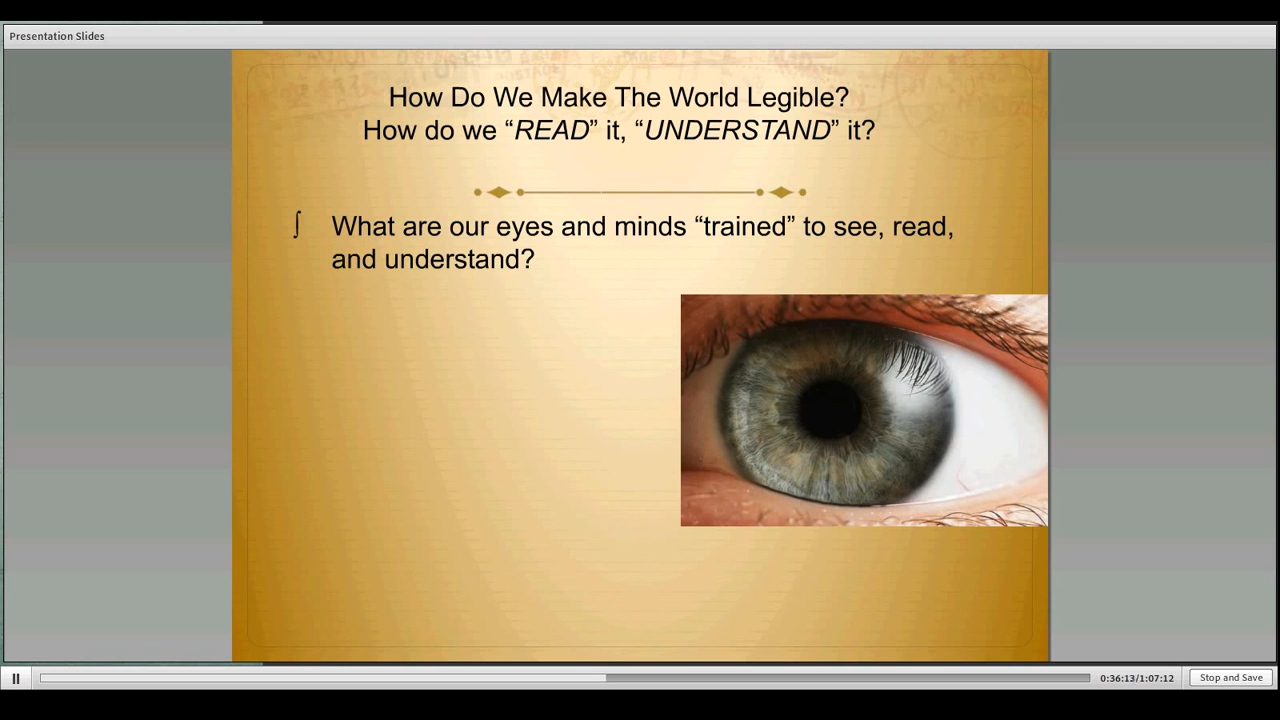 Presentation Slides
How Do We Make The World Legible?
How do we “READ” it, “UNDERSTAND” it?
∫ What are our eyes and minds “trained” to see, read,
and understand?
0:36:13/1:07:12
Stop and Save